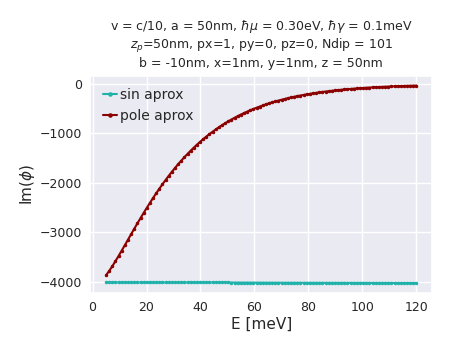 v = c/10, a = 50nm, ℏμ = 0.30eV, ℏγ = 0.1meV
zₚ=50nm, px=1, py=0, pz=0, Ndip = 101
b = -10nm, x=1nm, y=1nm, z = 50nm
sin aprox
pole aprox
0
−1000
−2000
−3000
−4000
Im(ϕ)
0 20 40 60 80 100 120
E [meV]